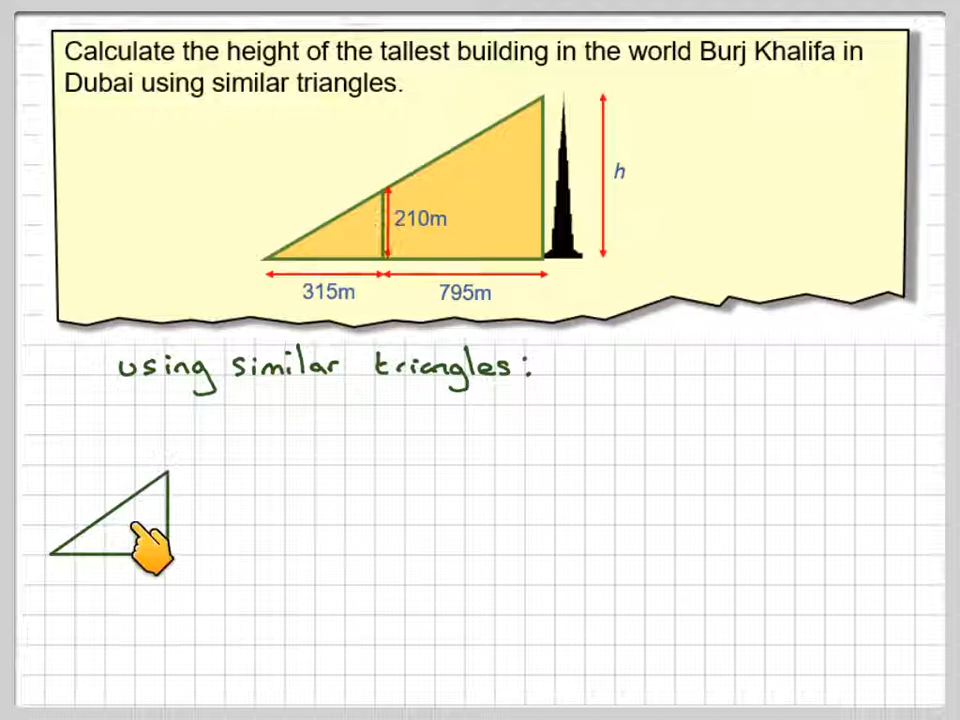 Calculate the height of the tallest building in the world Burj Khalifa in
Dubai using similar triangles.
h
210m
315m 795m
using similar triangles: